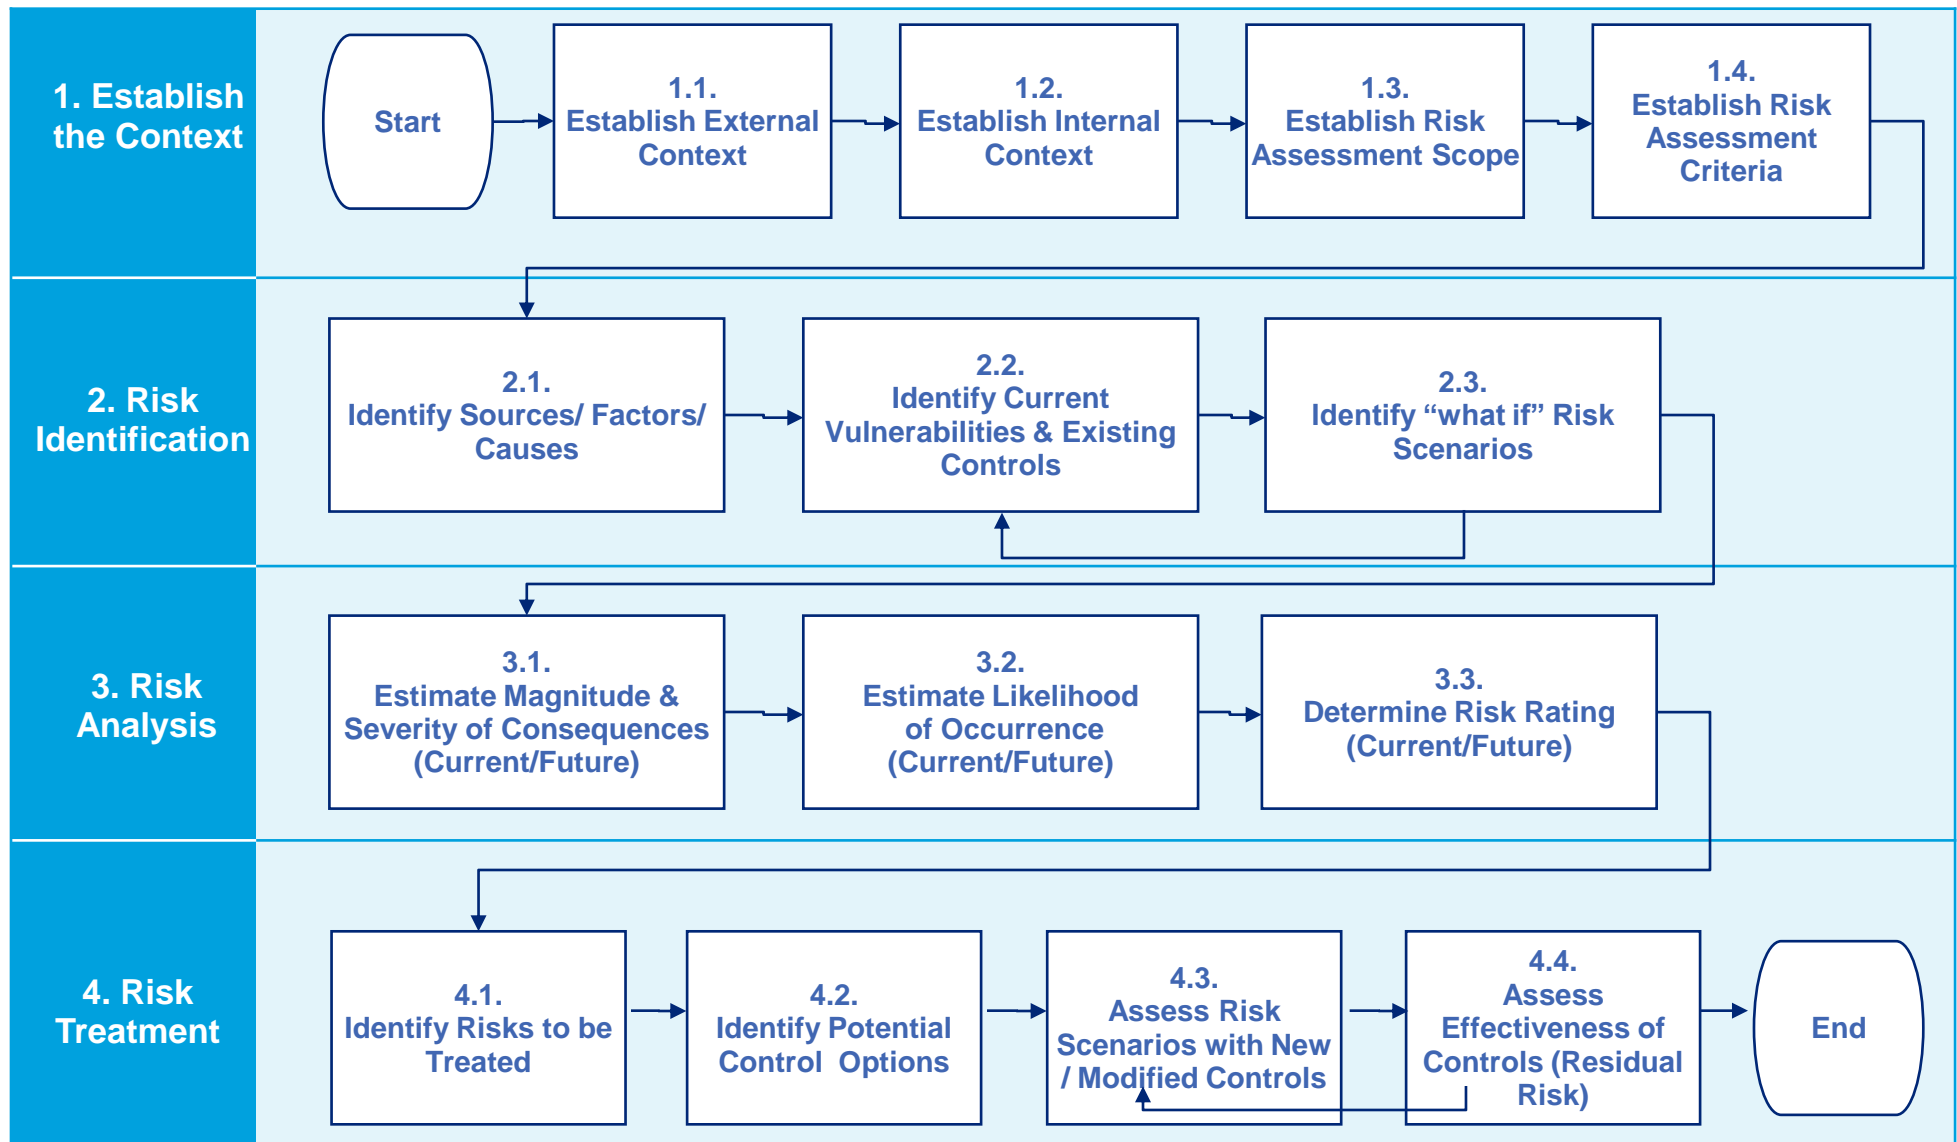 1. Establish
the Context
Start
1.1.
Establish External
Context
1.2.
Establish Internal
Context
1.3.
Establish Risk
Assessment Scope
1.4.
Establish Risk
Assessment
Criteria
2. Risk
Identification
2.1.
Identify Sources/ Factors/
Causes
2.2.
Identify Current
Vulnerabilities & Existing
Controls
2.3.
Identify “what if” Risk
Scenarios
3. Risk
Analysis
3.1.
Estimate Magnitude &
Severity of Consequences
(Current/Future)
3.2.
Estimate Likelihood
of Occurrence
(Current/Future)
3.3.
Determine Risk Rating
(Current/Future)
4. Risk
Treatment
4.1.
Identify Risks to be
Treated
4.2.
Identify Potential
Control Options
4.3.
Assess Risk
Scenarios with New
/ Modified Controls
4.4.
Assess
Effectiveness of
Controls (Residual
Risk)
End